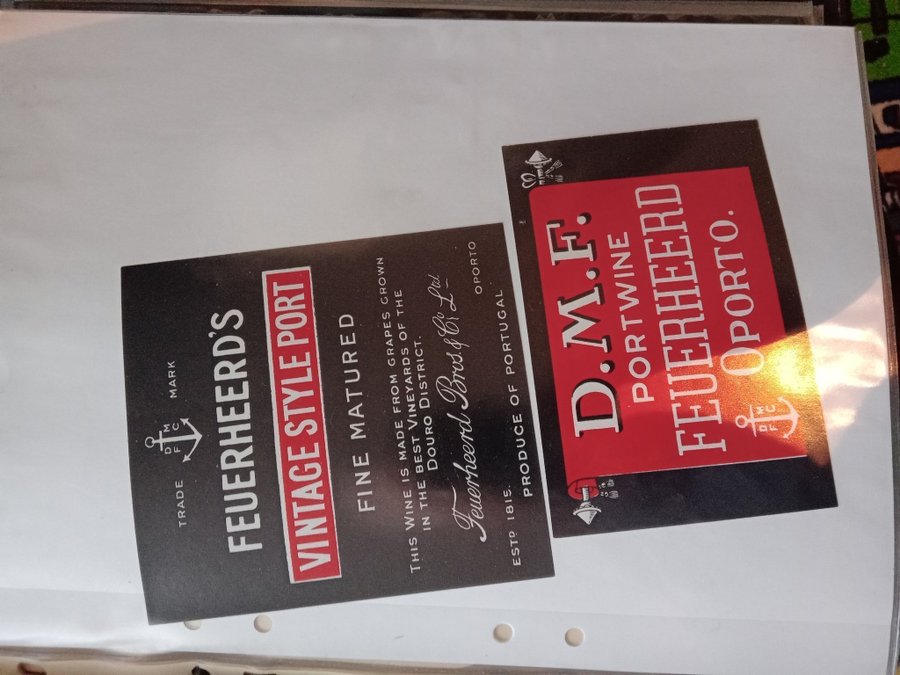 TRADE MARK
D M
F C
FEUERHEERD'S
VINTAGE STYLE PORT
FINE MATURED
THIS WINE IS MADE FROM GRAPES GROWN
IN THE BEST VINEYARDS OF THE
DOURO DISTRICT.
Feuerheerd Bros & Co. Ltd.
OPORTO
ESTD 1815.
PRODUCE OF PORTUGAL
D.M.F.
PORTWINE
FEUERHEERD
OPORTO.
D M
F C